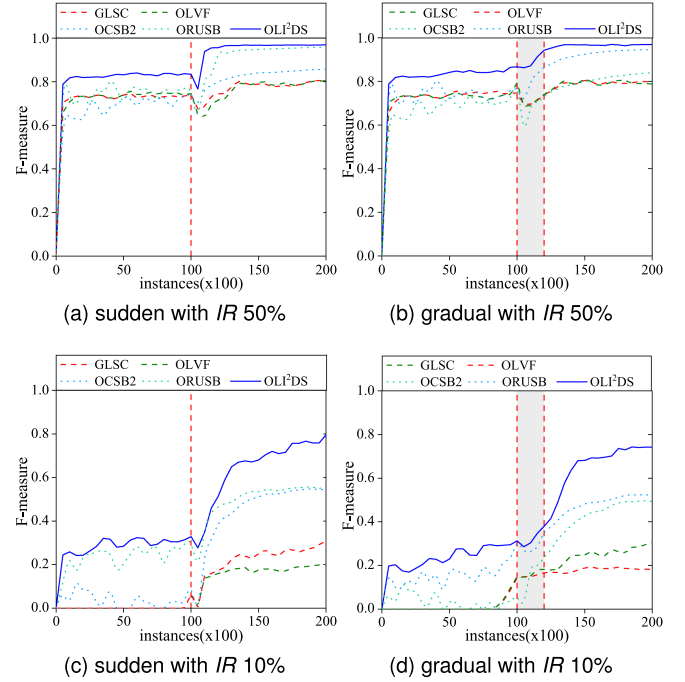 GLSC OLVF
OCSB2 ORUSB OLI²DS
1.0
0.8
0.6
0.4
0.2
0.0
F-measure
0 50 100 150 200
instances(x100)
(a) sudden with IR 50%
GLSC OLVF
OCSB2 ORUSB OLI²DS
1.0
0.8
0.6
0.4
0.2
0.0
F-measure
0 50 100 150 200
instances(x100)
(b) gradual with IR 50%
GLSC OLVF
OCSB2 ORUSB OLI²DS
1.0
0.8
0.6
0.4
0.2
0.0
F-measure
0 50 100 150 200
instances(x100)
(c) sudden with IR 10%
GLSC OLVF
OCSB2 ORUSB OLI²DS
1.0
0.8
0.6
0.4
0.2
0.0
F-measure
0 50 100 150 200
instances(x100)
(d) gradual with IR 10%